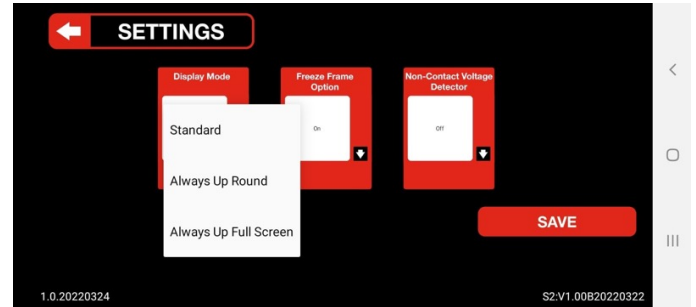 SETTINGS
Display Mode
Freeze Frame
Option
Non-Contact Voltage
Detector
Standard
Always Up Round
Always Up Full Screen
On
Off
SAVE
1.0.20220324
S2:V1.00B20220322